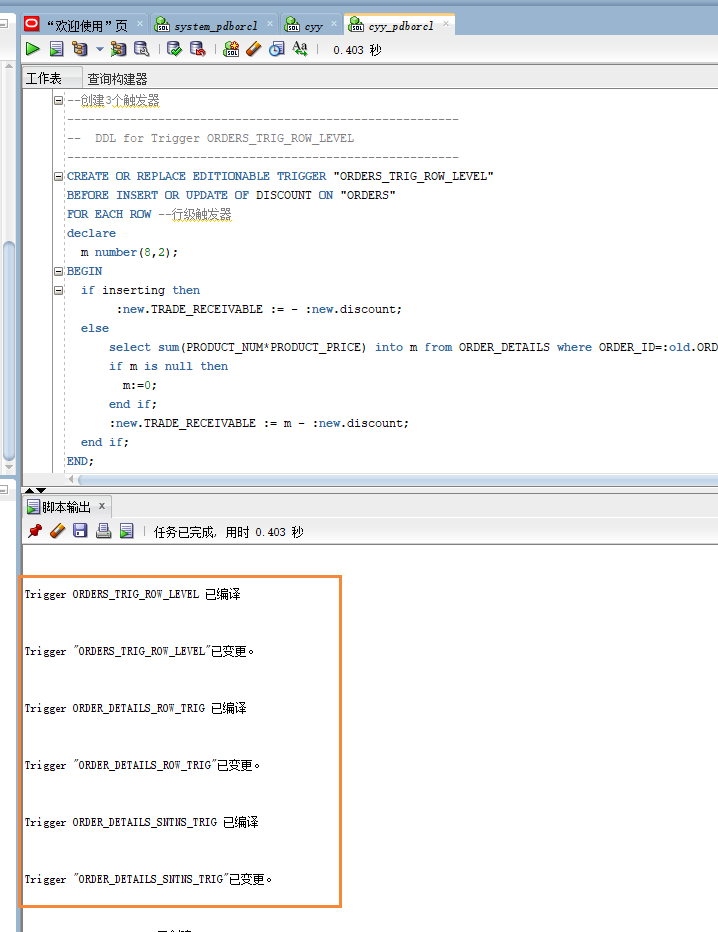 “欢迎使用”页 system_pdborcl cyy cyy_pdborcl
0.403 秒
工作表 查询构建器
--创建3个触发器
--------------------------------------------------------
--  DDL for Trigger ORDERS_TRIG_ROW_LEVEL
--------------------------------------------------------
CREATE OR REPLACE EDITIONABLE TRIGGER "ORDERS_TRIG_ROW_LEVEL"
BEFORE INSERT OR UPDATE OF DISCOUNT ON "ORDERS"
FOR EACH ROW --行级触发器
declare
m number(8,2);
BEGIN
if inserting then
:new.TRADE_RECEIVABLE := - :new.discount;
else
select sum(PRODUCT_NUM*PRODUCT_PRICE) into m from ORDER_DETAILS where ORDER_ID=:old.ORD
if m is null then
m:=0;
end if;
:new.TRADE_RECEIVABLE := m - :new.discount;
end if;
END;
脚本输出 x
任务已完成, 用时 0.403 秒
Trigger ORDERS_TRIG_ROW_LEVEL 已编译
Trigger "ORDERS_TRIG_ROW_LEVEL"已变更。
Trigger ORDER_DETAILS_ROW_TRIG 已编译
Trigger "ORDER_DETAILS_ROW_TRIG"已变更。
Trigger ORDER_DETAILS_SNTNS_TRIG 已编译
Trigger "ORDER_DETAILS_SNTNS_TRIG"已变更。